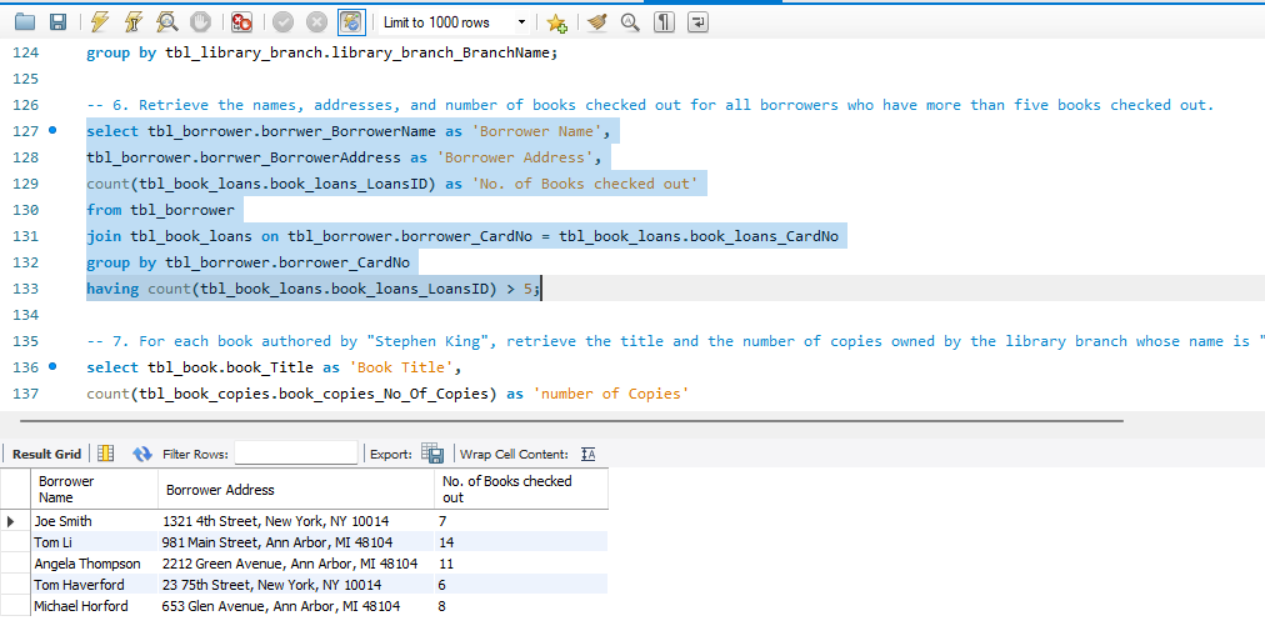 Limit to 1000 rows
124 group by tbl_library_branch.library_branch_BranchName;
125
126 -- 6. Retrieve the names, addresses, and number of books checked out for all borrowers who have more than five books checked out.
127 select tbl_borrower.borrwer_BorrowerName as 'Borrower Name',
128 tbl_borrower.borrwer_BorrowerAddress as 'Borrower Address',
129 count(tbl_book_loans.book_loans_LoansID) as 'No. of Books checked out'
130 from tbl_borrower
131 join tbl_book_loans on tbl_borrower.borrower_CardNo = tbl_book_loans.book_loans_CardNo
132 group by tbl_borrower.borrower_CardNo
133 having count(tbl_book_loans.book_loans_LoansID) > 5;
134
135 -- 7. For each book authored by "Stephen King", retrieve the title and the number of copies owned by the library branch whose name is "
136 select tbl_book.book_Title as 'Book Title',
137 count(tbl_book_copies.book_copies_No_Of_Copies) as 'number of Copies'
Result Grid Filter Rows: Export: Wrap Cell Content: IA
Borrower Name Borrower Address No. of Books checked out
Joe Smith 1321 4th Street, New York, NY 10014 7
Tom Li 981 Main Street, Ann Arbor, MI 48104 14
Angela Thompson 2212 Green Avenue, Ann Arbor, MI 48104 11
Tom Haverford 23 75th Street, New York, NY 10014 6
Michael Horford 653 Glen Avenue, Ann Arbor, MI 48104 8